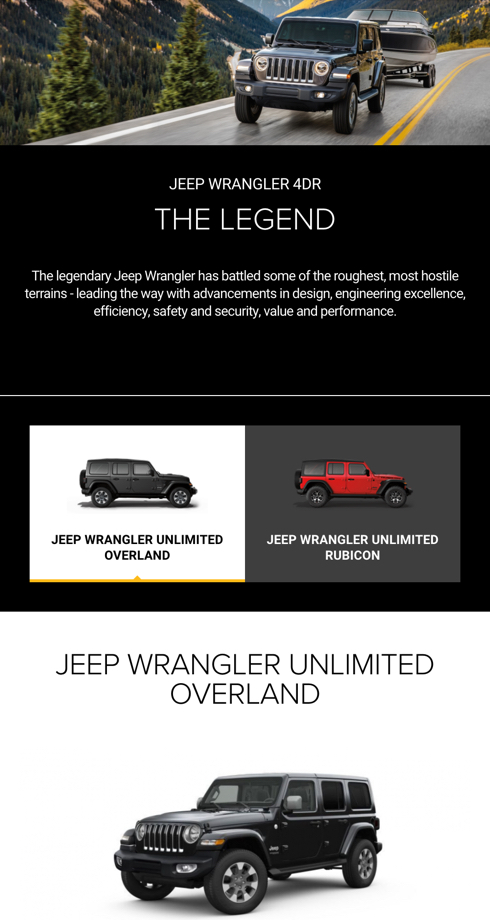 JEEP WRANGLER 4DR
THE LEGEND
The legendary Jeep Wrangler has battled some of the roughest, most hostile
terrains - leading the way with advancements in design, engineering excellence,
efficiency, safety and security, value and performance.
JEEP WRANGLER UNLIMITED
OVERLAND
JEEP WRANGLER UNLIMITED
RUBICON
JEEP WRANGLER UNLIMITED
OVERLAND